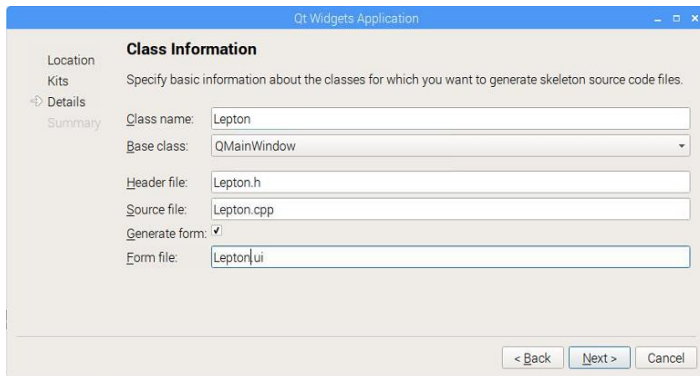 Qt Widgets Application
Location
Kits
Details
Summary
Class Information
Specify basic information about the classes for which you want to generate skeleton source code files.
Class name: Lepton
Base class: QMainWindow
Header file: Lepton.h
Source file: Lepton.cpp
Generate form:
Form file: Lepton.ui
< Back Next > Cancel